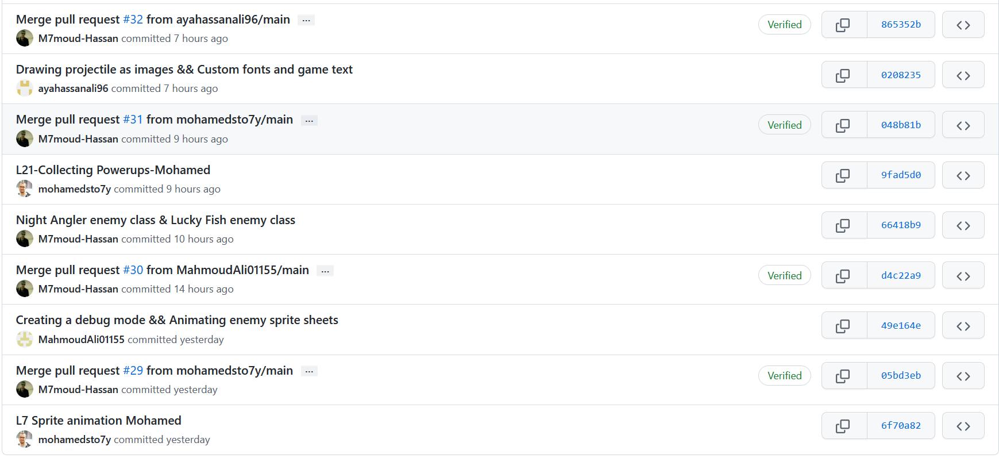 Merge pull request #32 from ayahassanali96/main ...
M7moud-Hassan committed 7 hours ago
Verified
865352b
Drawing projectile as images && Custom fonts and game text
ayahassanali96 committed 7 hours ago
0208235
Merge pull request #31 from mohamedsto7y/main ...
M7moud-Hassan committed 9 hours ago
Verified
048b81b
L21-Collecting Powerups-Mohamed
mohamedsto7y committed 9 hours ago
9fad5d0
Night Angler enemy class & Lucky Fish enemy class
M7moud-Hassan committed 10 hours ago
66418b9
Merge pull request #30 from MahmoudAli01155/main ...
M7moud-Hassan committed 14 hours ago
Verified
d4c22a9
Creating a debug mode && Animating enemy sprite sheets
MahmoudAli01155 committed yesterday
49e164e
Merge pull request #29 from mohamedsto7y/main ...
M7moud-Hassan committed yesterday
Verified
05bd3eb
L7 Sprite animation Mohamed
mohamedsto7y committed yesterday
6f70a82